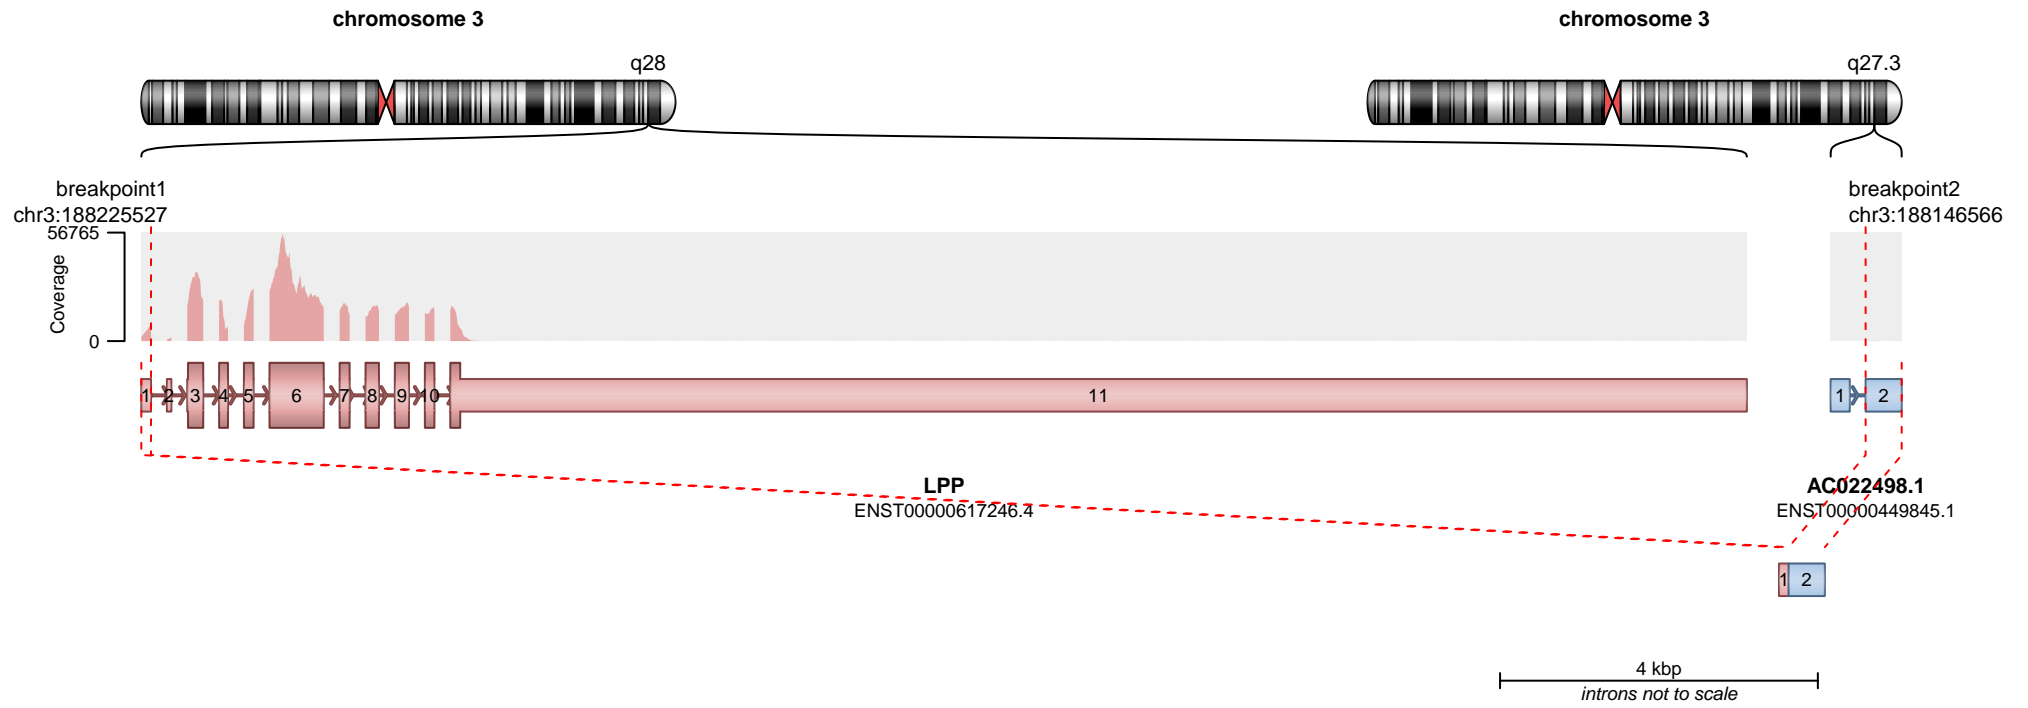 chromosome 3
chromosome 3
q28
q27.3
breakpoint1
chr3:188225527
breakpoint2
chr3:188146566
56765
Coverage
0
1 2 3 4 5 6 7 8 9 10 11
1 2
LPP
ENST00000617246.4
AC022498.1
ENST00000449845.1
1 2
4 kbp
introns not to scale